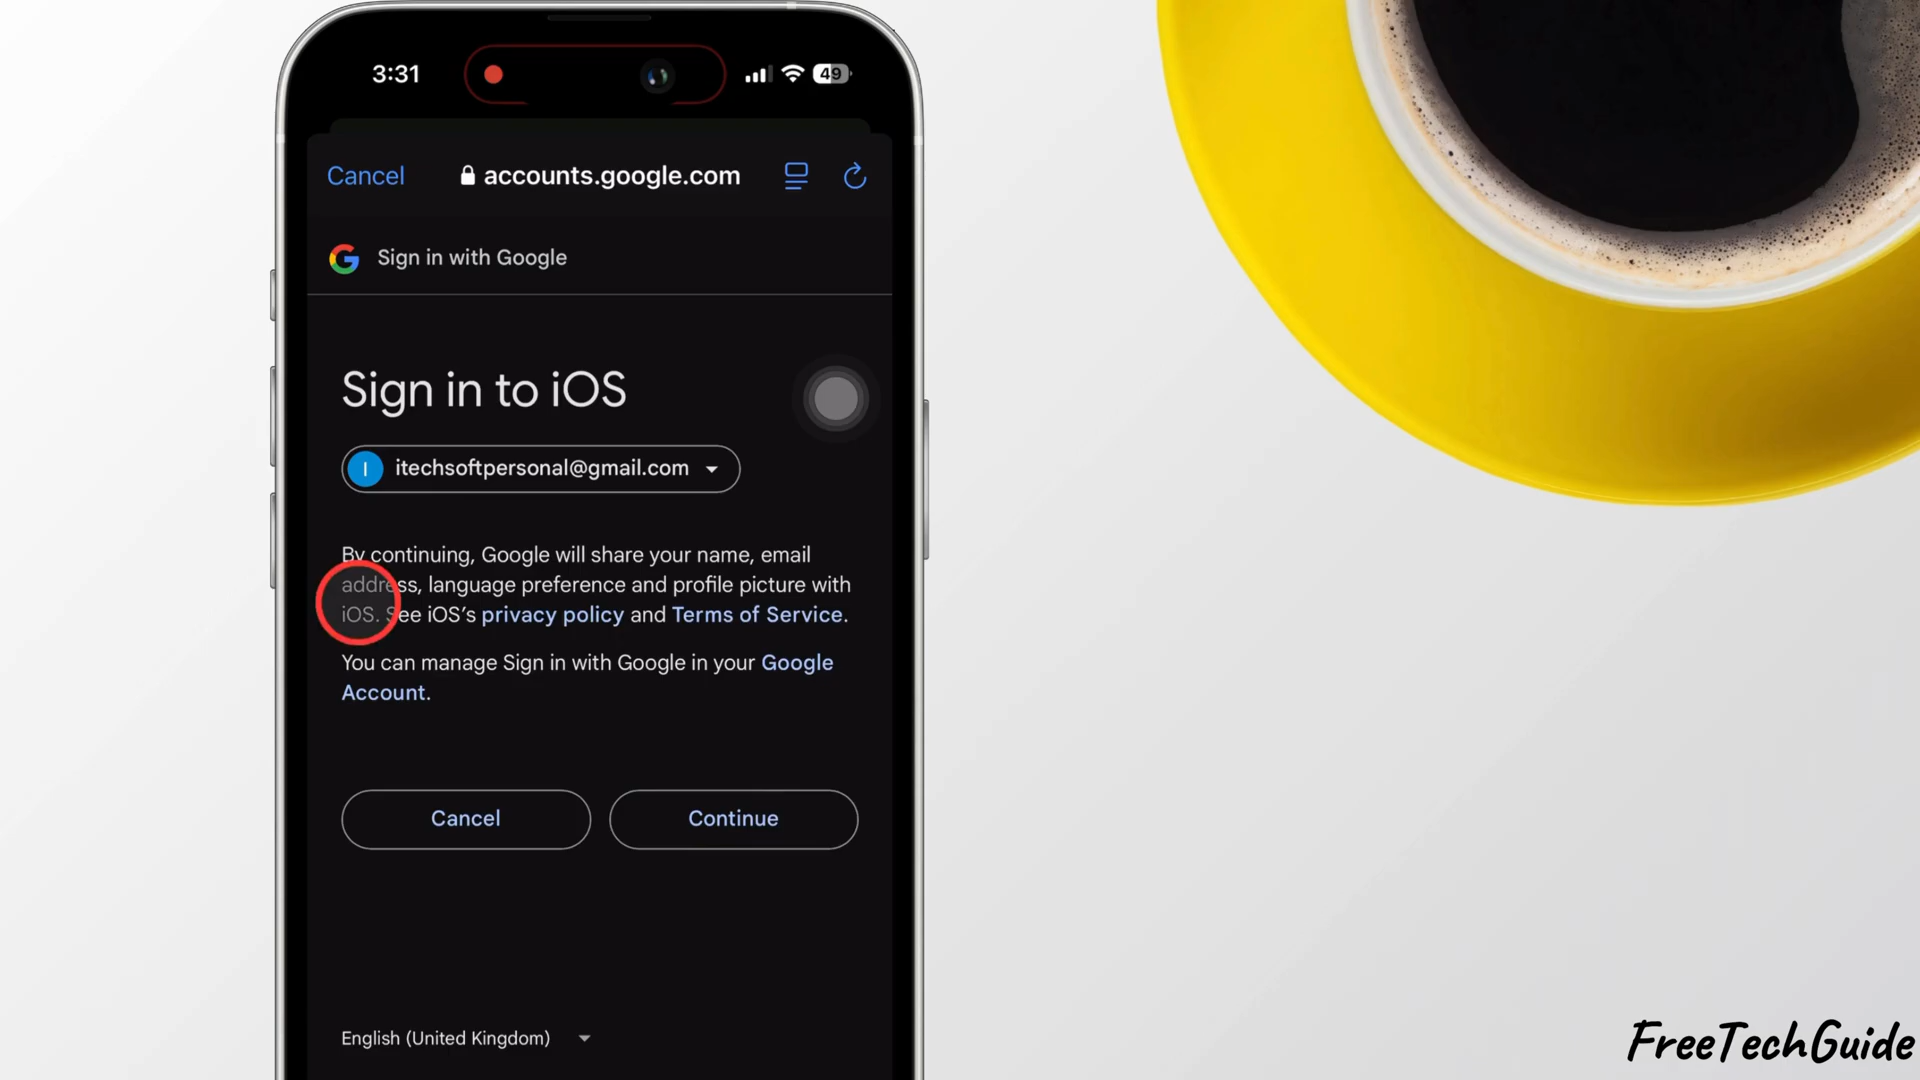 3:31
49
Cancel
accounts.google.com
Sign in with Google
Sign in to iOS
I itechsoftpersonal@gmail.com
By continuing, Google will share your name, email
address, language preference and profile picture with
iOS. See iOS’s privacy policy and Terms of Service.
You can manage Sign in with Google in your Google
Account.
Cancel Continue
English (United Kingdom)
FreeTechGuide